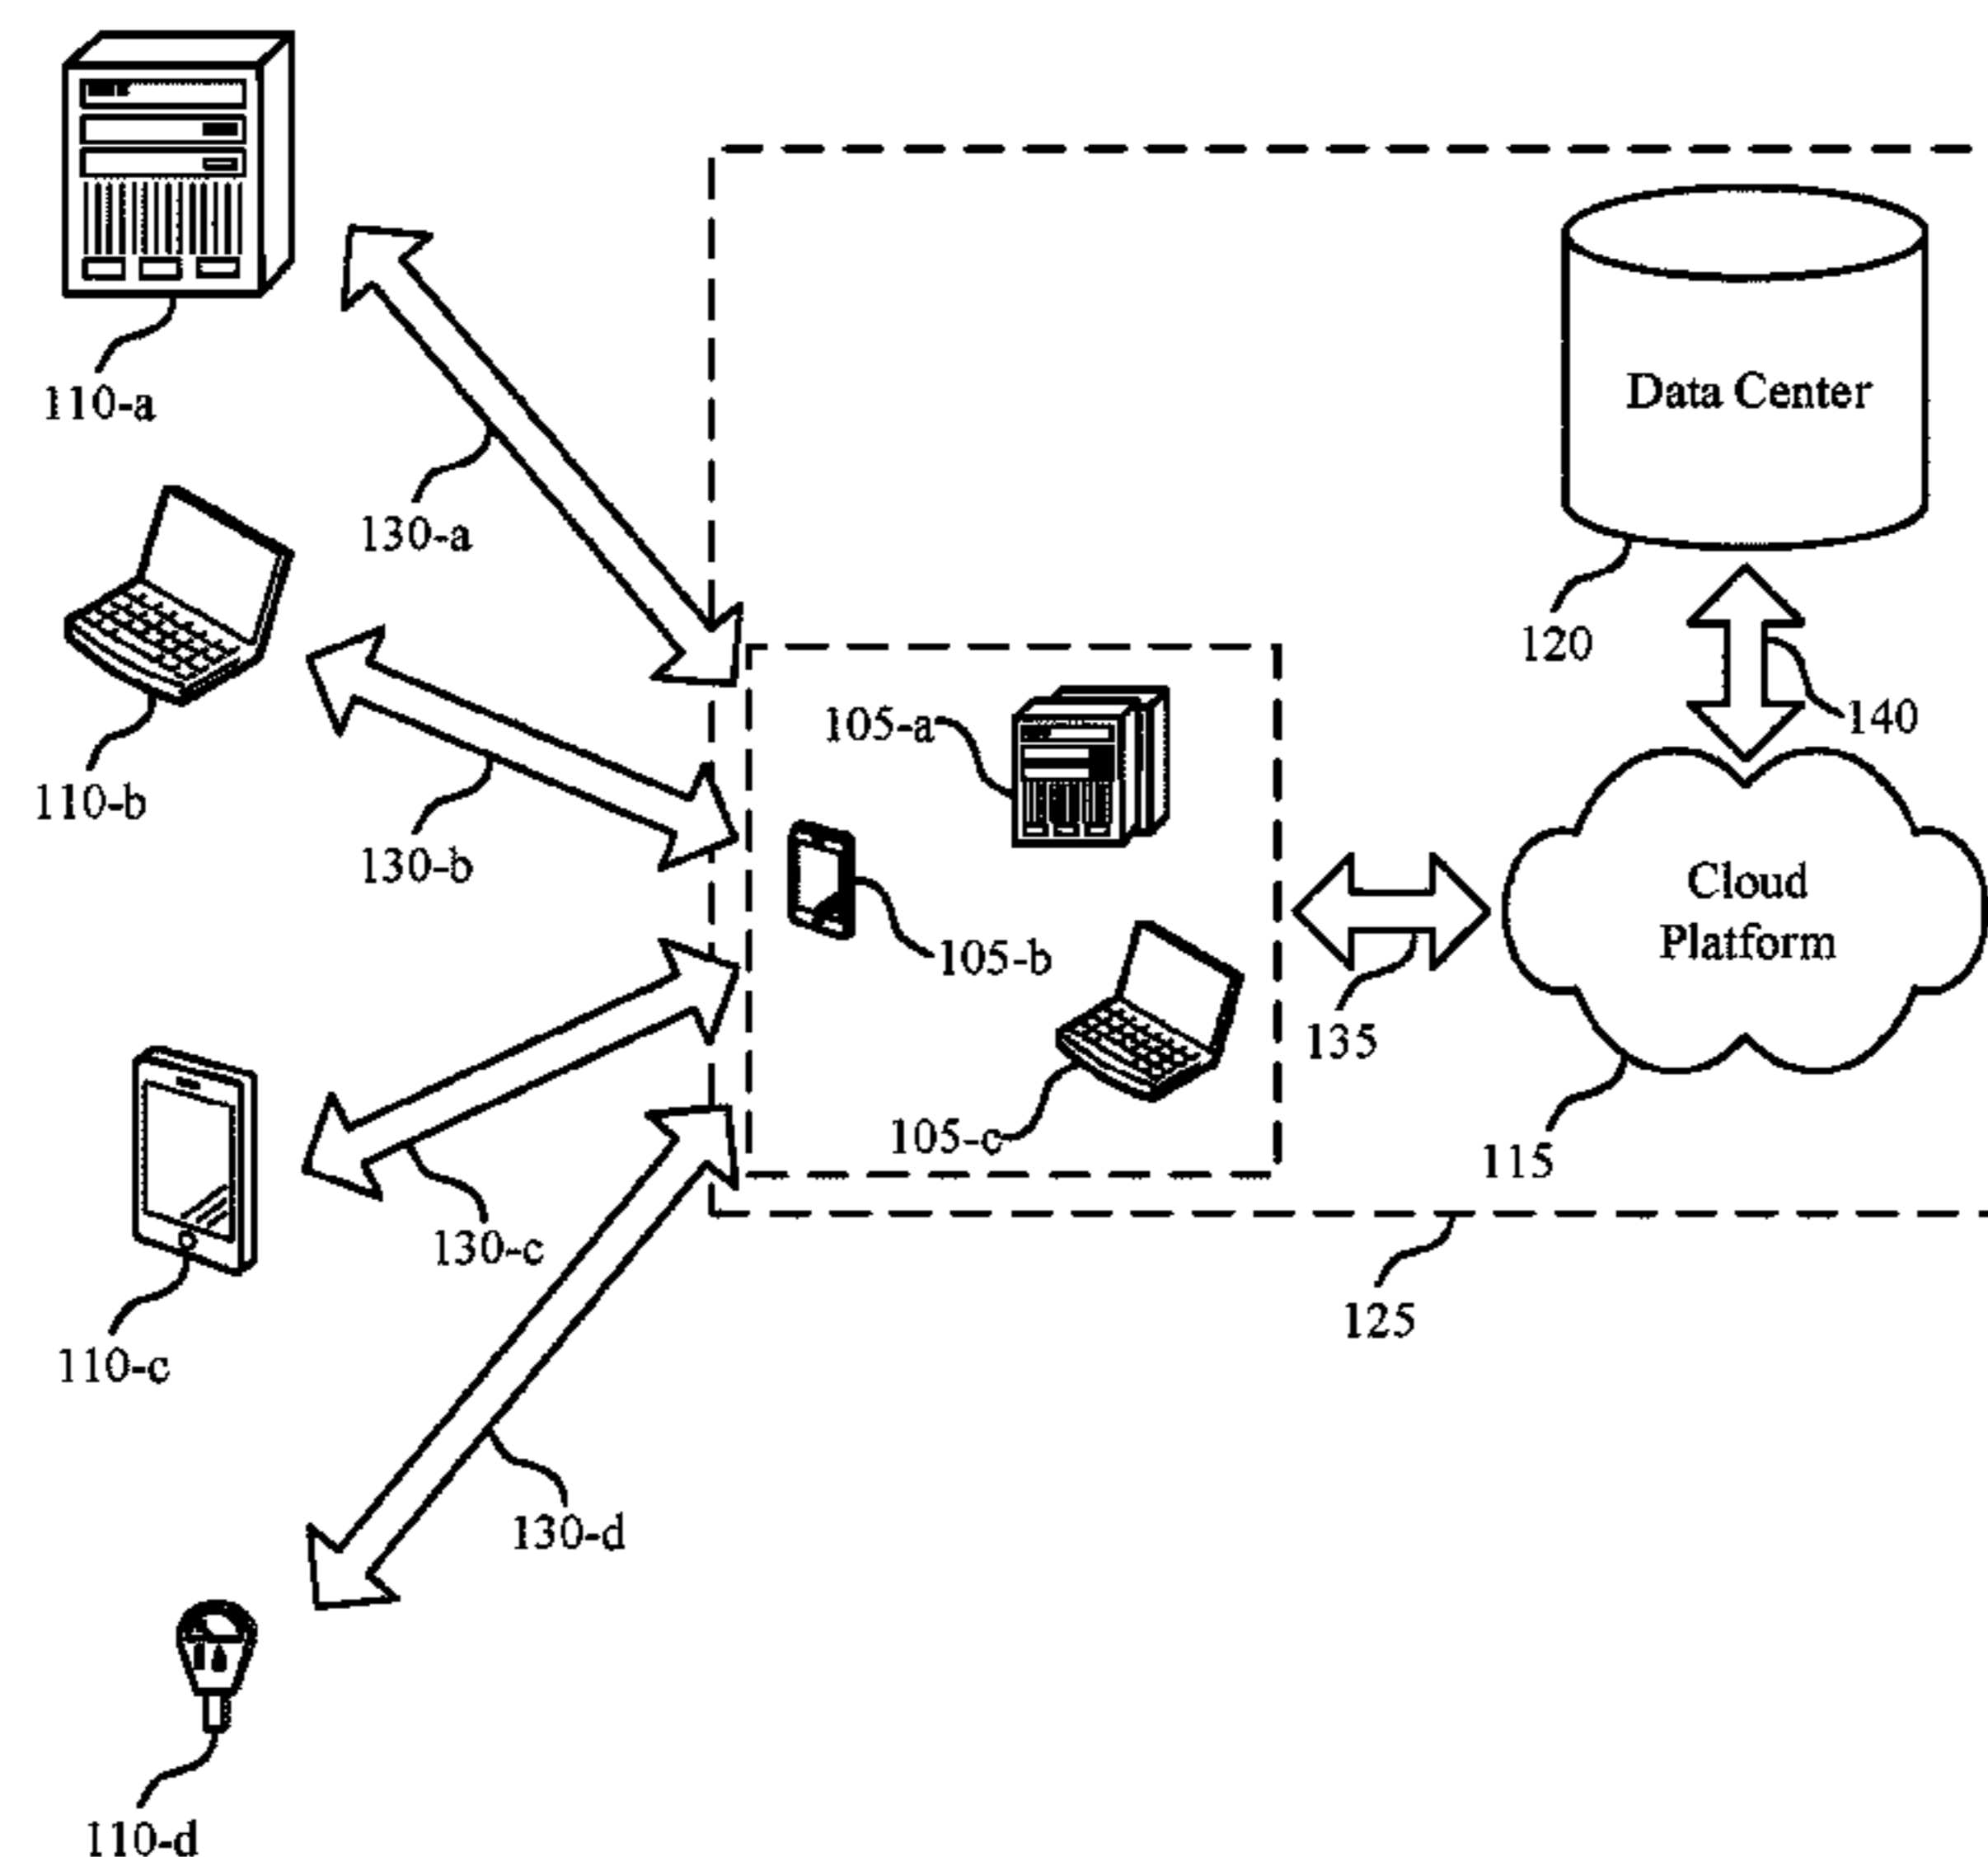 110-a
130-a
110-b
130-b
110-c
130-c
130-d
110-d
Data Center
120
140
105-a
105-b
105-c
135
Cloud
Platform
115
125